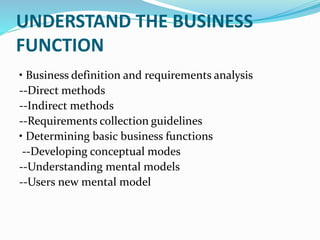 UNDERSTAND THE BUSINESS
FUNCTION
• Business definition and requirements analysis
--Direct methods
--Indirect methods
--Requirements collection guidelines
• Determining basic business functions
--Developing conceptual modes
--Understanding mental models
--Users new mental model